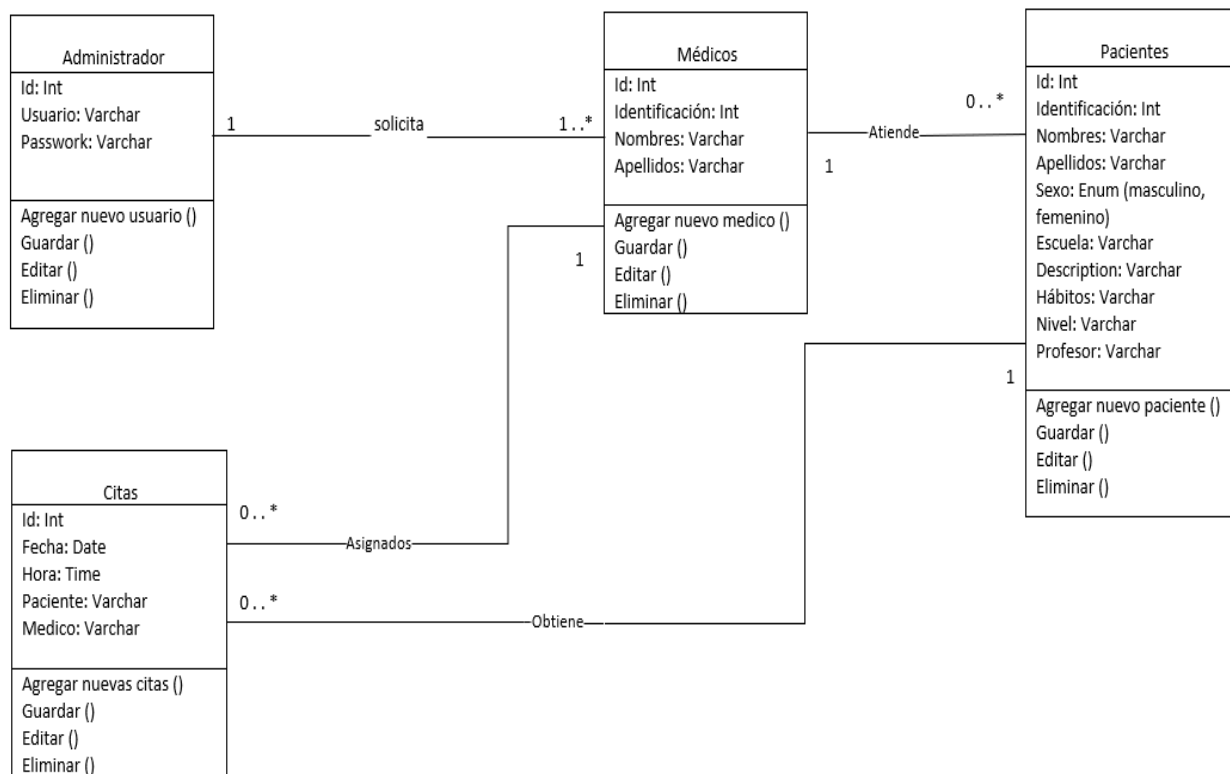 Administrador
Id: Int
Usuario: Varchar
Passwork: Varchar
Agregar nuevo usuario ()
Guardar ()
Editar ()
Eliminar ()
1
solicita
1..*
Médicos
Id: Int
Identificación: Int
Nombres: Varchar
Apellidos: Varchar
Agregar nuevo medico ()
Guardar ()
Editar ()
Eliminar ()
0..*
Atiende
1
Pacientes
Id: Int
Identificación: Int
Nombres: Varchar
Apellidos: Varchar
Sexo: Enum (masculino,
femenino)
Escuela: Varchar
Description: Varchar
Hábitos: Varchar
Nivel: Varchar
Profesor: Varchar
Agregar nuevo paciente ()
Guardar ()
Editar ()
Eliminar ()
1
1
Citas
Id: Int
Fecha: Date
Hora: Time
Paciente: Varchar
Medico: Varchar
Agregar nuevas citas ()
Guardar ()
Editar ()
Eliminar ()
0..*
Asignados
0..*
Obtiene